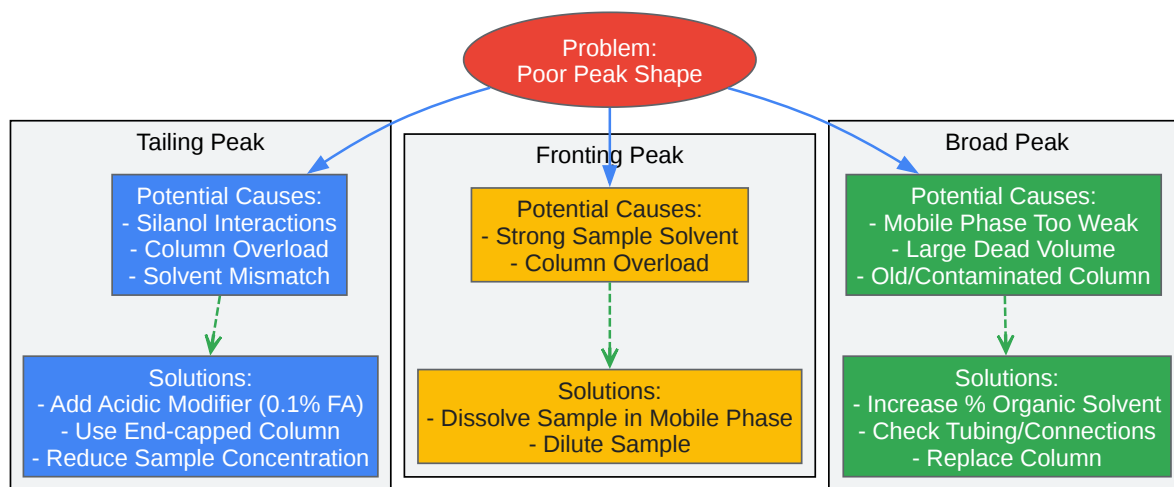 Problem:
Poor Peak Shape
Tailing Peak
Potential Causes:
- Silanol Interactions
- Column Overload
- Solvent Mismatch
Solutions:
- Add Acidic Modifier (0.1% FA)
- Use End-capped Column
- Reduce Sample Concentration
Fronting Peak
Potential Causes:
- Strong Sample Solvent
- Column Overload
Solutions:
- Dissolve Sample in Mobile Phase
- Dilute Sample
Broad Peak
Potential Causes:
- Mobile Phase Too Weak
- Large Dead Volume
- Old/Contaminated Column
Solutions:
- Increase % Organic Solvent
- Check Tubing/Connections
- Replace Column